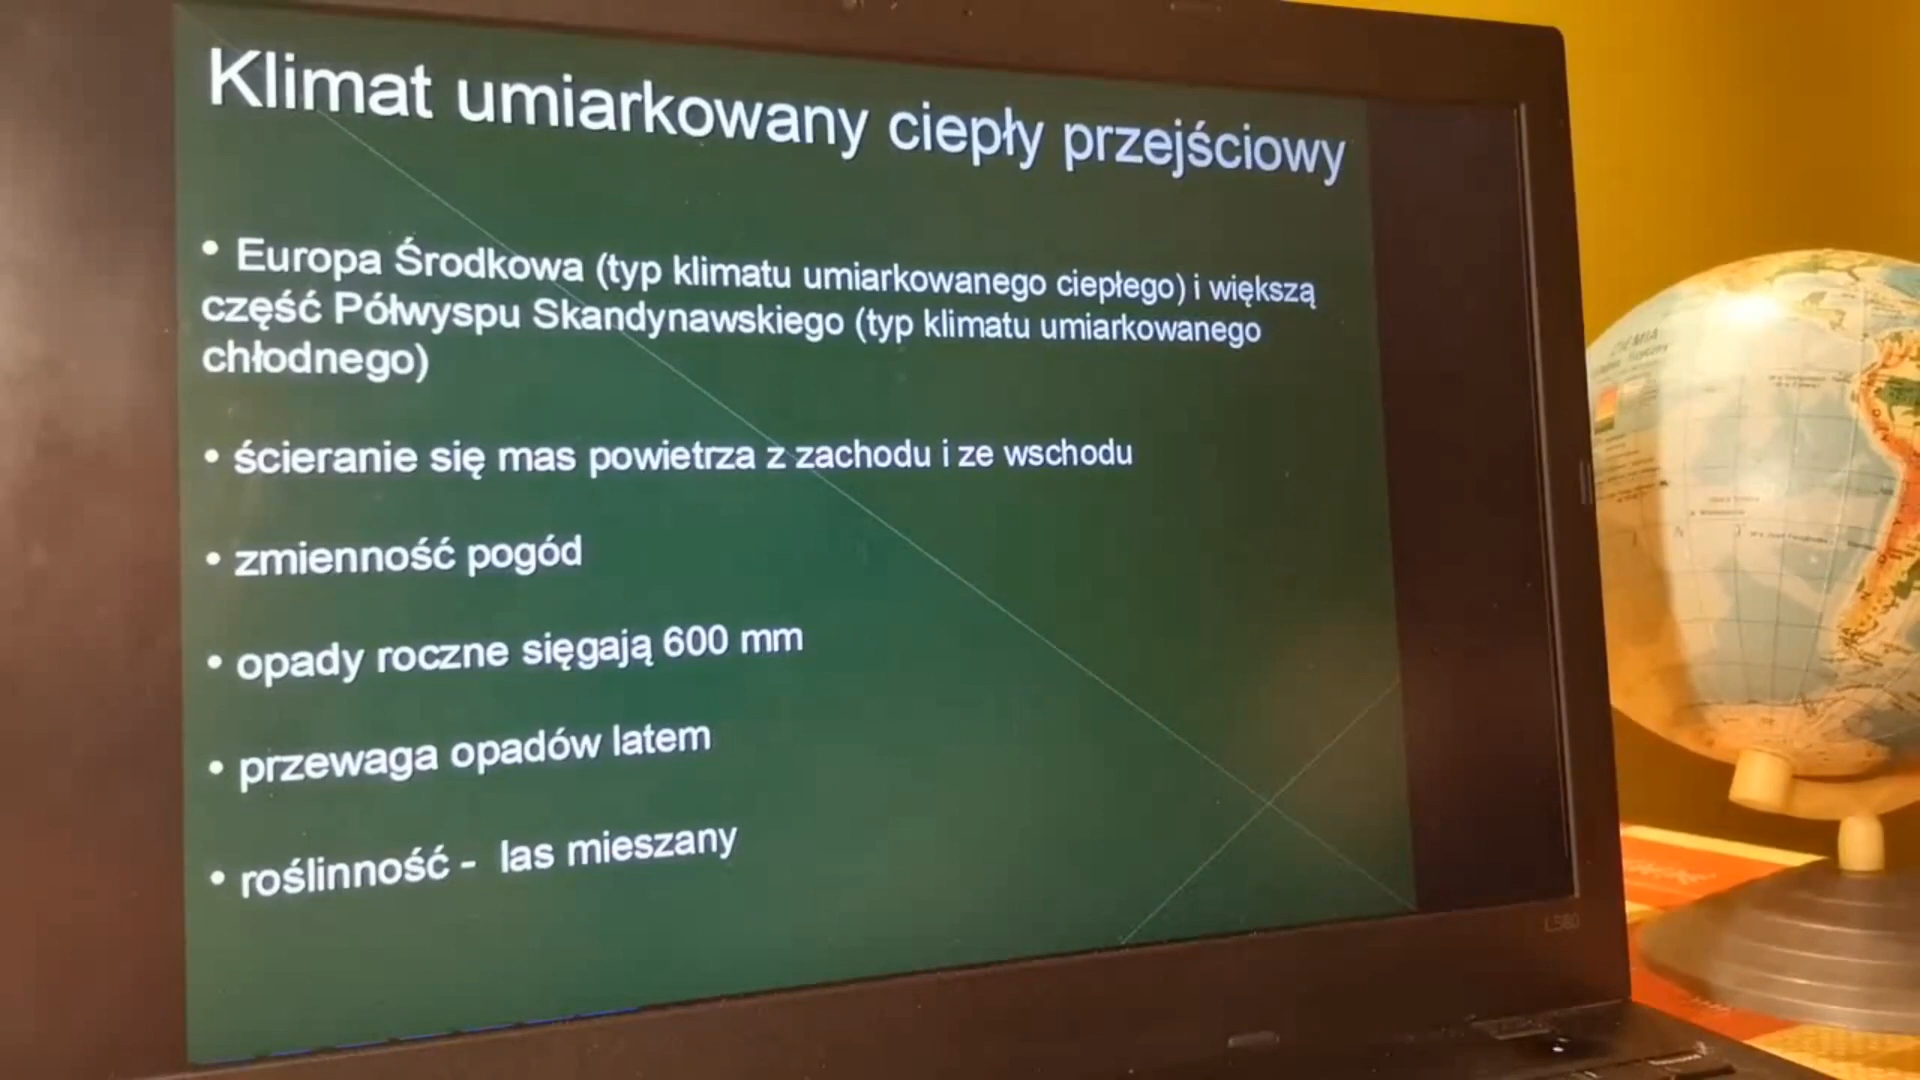 Klimat umiarkowany ciepły przejściowy
• Europa Środkowa (typ klimatu umiarkowanego ciepłego) i większą
część Półwyspu Skandynawskiego (typ klimatu umiarkowanego
chłodnego)
• ścieranie się mas powietrza z zachodu i ze wschodu
• zmienność pogód
• opady roczne sięgają 600 mm
• przewaga opadów latem
• roślinność - las mieszany
L580